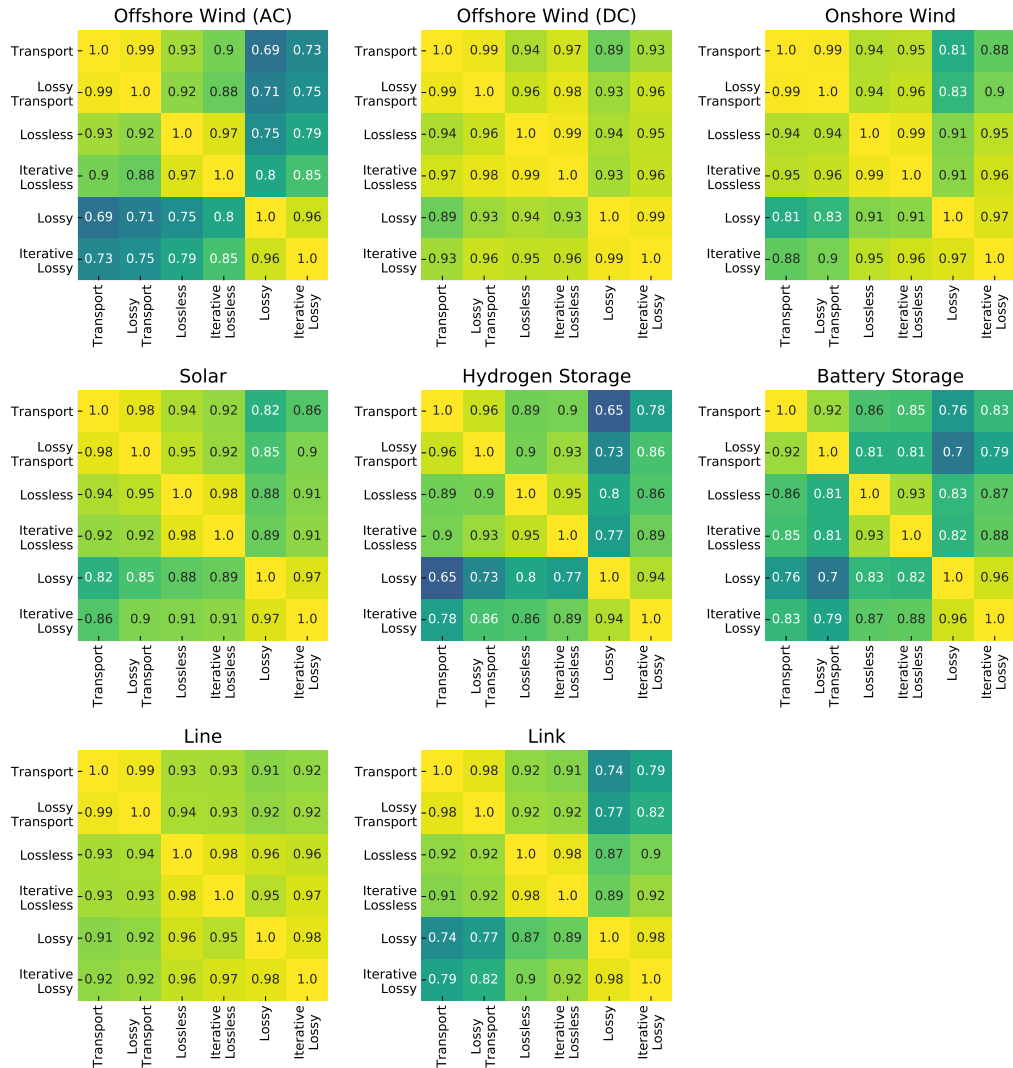 Offshore Wind (AC)
Transport 1.0 0.99 0.93 0.9 0.69 0.73
Lossy
Transport 0.99 1.0 0.92 0.88 0.71 0.75
Lossless 0.93 0.92 1.0 0.97 0.75 0.79
Iterative
Lossless 0.9 0.88 0.97 1.0 0.8 0.85
Lossy 0.69 0.71 0.75 0.8 1.0 0.96
Iterative
Lossy 0.73 0.75 0.79 0.85 0.96 1.0
Transport
Lossy
Transport
Lossless
Iterative
Lossless
Lossy
Iterative
Lossy
Offshore Wind (DC)
1.0 0.99 0.94 0.97 0.89 0.93
0.99 1.0 0.96 0.98 0.93 0.96
0.94 0.96 1.0 0.99 0.94 0.95
0.97 0.98 0.99 1.0 0.93 0.96
0.89 0.93 0.94 0.93 1.0 0.99
0.93 0.96 0.95 0.96 0.99 1.0
Transport
Lossy
Transport
Lossless
Iterative
Lossless
Lossy
Iterative
Lossy
Onshore Wind
Transport 1.0 0.99 0.94 0.95 0.81 0.88
Lossy
Transport 0.99 1.0 0.94 0.96 0.83 0.9
Lossless 0.94 0.94 1.0 0.99 0.91 0.95
Iterative
Lossless 0.95 0.96 0.99 1.0 0.91 0.96
Lossy 0.81 0.83 0.91 0.91 1.0 0.97
Iterative
Lossy 0.88 0.9 0.95 0.96 0.97 1.0
Transport
Lossy
Transport
Lossless
Iterative
Lossless
Lossy
Iterative
Lossy
Solar
Transport 1.0 0.98 0.94 0.92 0.82 0.86
Lossy
Transport 0.98 1.0 0.95 0.92 0.85 0.9
Lossless 0.94 0.95 1.0 0.98 0.88 0.91
Iterative
Lossless 0.92 0.92 0.98 1.0 0.89 0.91
Lossy 0.82 0.85 0.88 0.89 1.0 0.97
Iterative
Lossy 0.86 0.9 0.91 0.91 0.97 1.0
Transport
Lossy
Transport
Lossless
Iterative
Lossless
Lossy
Iterative
Lossy
Hydrogen Storage
Transport 1.0 0.96 0.89 0.9 0.65 0.78
Lossy
Transport 0.96 1.0 0.9 0.93 0.73 0.86
Lossless 0.89 0.9 1.0 0.95 0.8 0.86
Iterative
Lossless 0.9 0.93 0.95 1.0 0.77 0.89
Lossy 0.65 0.73 0.8 0.77 1.0 0.94
Iterative
Lossy 0.78 0.86 0.86 0.89 0.94 1.0
Transport
Lossy
Transport
Lossless
Iterative
Lossless
Lossy
Iterative
Lossy
Battery Storage
Transport 1.0 0.92 0.86 0.85 0.76 0.83
Lossy
Transport 0.92 1.0 0.81 0.81 0.7 0.79
Lossless 0.86 0.81 1.0 0.93 0.83 0.87
Iterative
Lossless 0.85 0.81 0.93 1.0 0.82 0.88
Lossy 0.76 0.7 0.83 0.82 1.0 0.96
Iterative
Lossy 0.83 0.79 0.87 0.88 0.96 1.0
Transport
Lossy
Transport
Lossless
Iterative
Lossless
Lossy
Iterative
Lossy
Line
Transport 1.0 0.99 0.93 0.93 0.91 0.92
Lossy
Transport 0.99 1.0 0.94 0.93 0.92 0.92
Lossless 0.93 0.94 1.0 0.98 0.96 0.96
Iterative
Lossless 0.93 0.93 0.98 1.0 0.95 0.97
Lossy 0.91 0.92 0.96 0.95 1.0 0.98
Iterative
Lossy 0.92 0.92 0.96 0.97 0.98 1.0
Transport
Lossy
Transport
Lossless
Iterative
Lossless
Lossy
Iterative
Lossy
Link
Transport 1.0 0.98 0.92 0.91 0.74 0.79
Lossy
Transport 0.98 1.0 0.92 0.92 0.77 0.82
Lossless 0.92 0.92 1.0 0.98 0.87 0.9
Iterative
Lossless 0.91 0.92 0.98 1.0 0.89 0.92
Lossy 0.74 0.77 0.87 0.89 1.0 0.98
Iterative
Lossy 0.79 0.82 0.9 0.92 0.98 1.0
Transport
Lossy
Transport
Lossless
Iterative
Lossless
Lossy
Iterative
Lossy